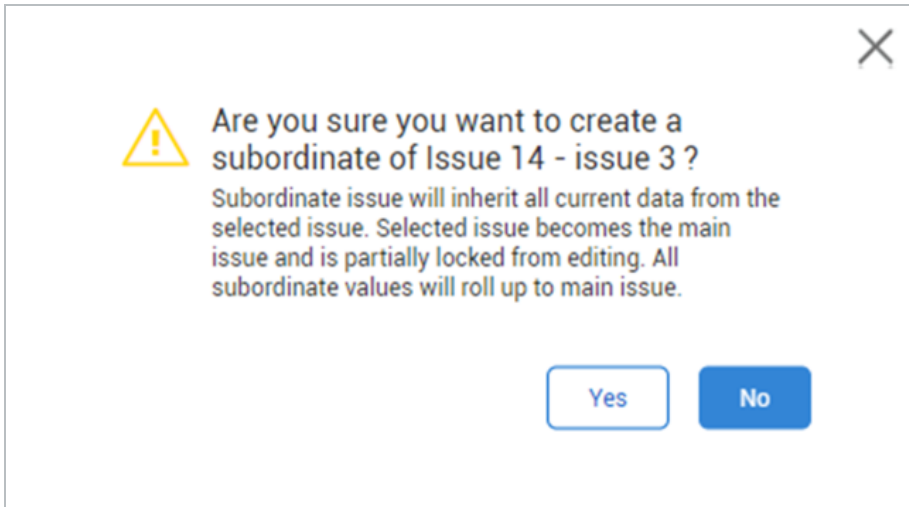 Are you sure you want to create a
subordinate of Issue 14 - issue 3 ?
Subordinate issue will inherit all current data from the
selected issue. Selected issue becomes the main
issue and is partially locked from editing. All
subordinate values will roll up to main issue.
Yes
No